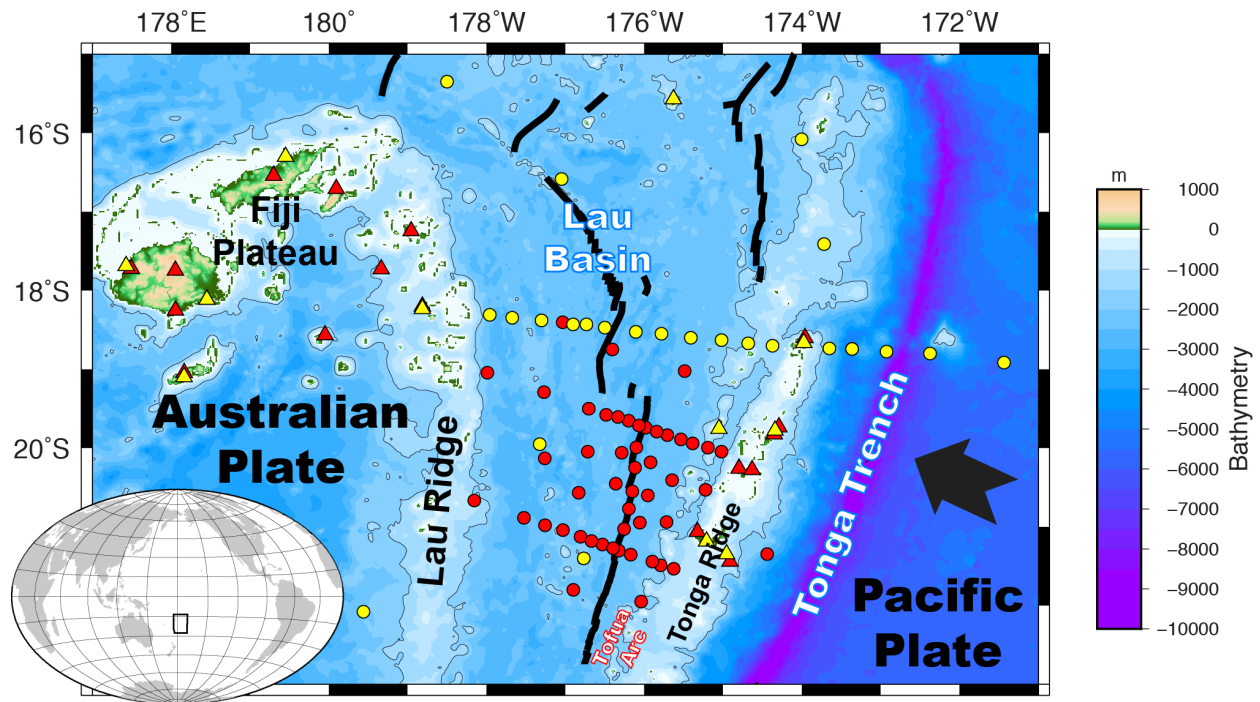 178°E 180° 178°W 176°W 174°W 172°W
16°S
18°S
20°S
Fiji
Plateau
Lau
Basin
Australian
Plate
Lau Ridge
Tofua
Arc
Tonga Ridge
Tonga Trench
Pacific
Plate
m
1000
0
−1000
−2000
−3000
−4000
−5000
−6000
−7000
−8000
−9000
−10000
Bathymetry